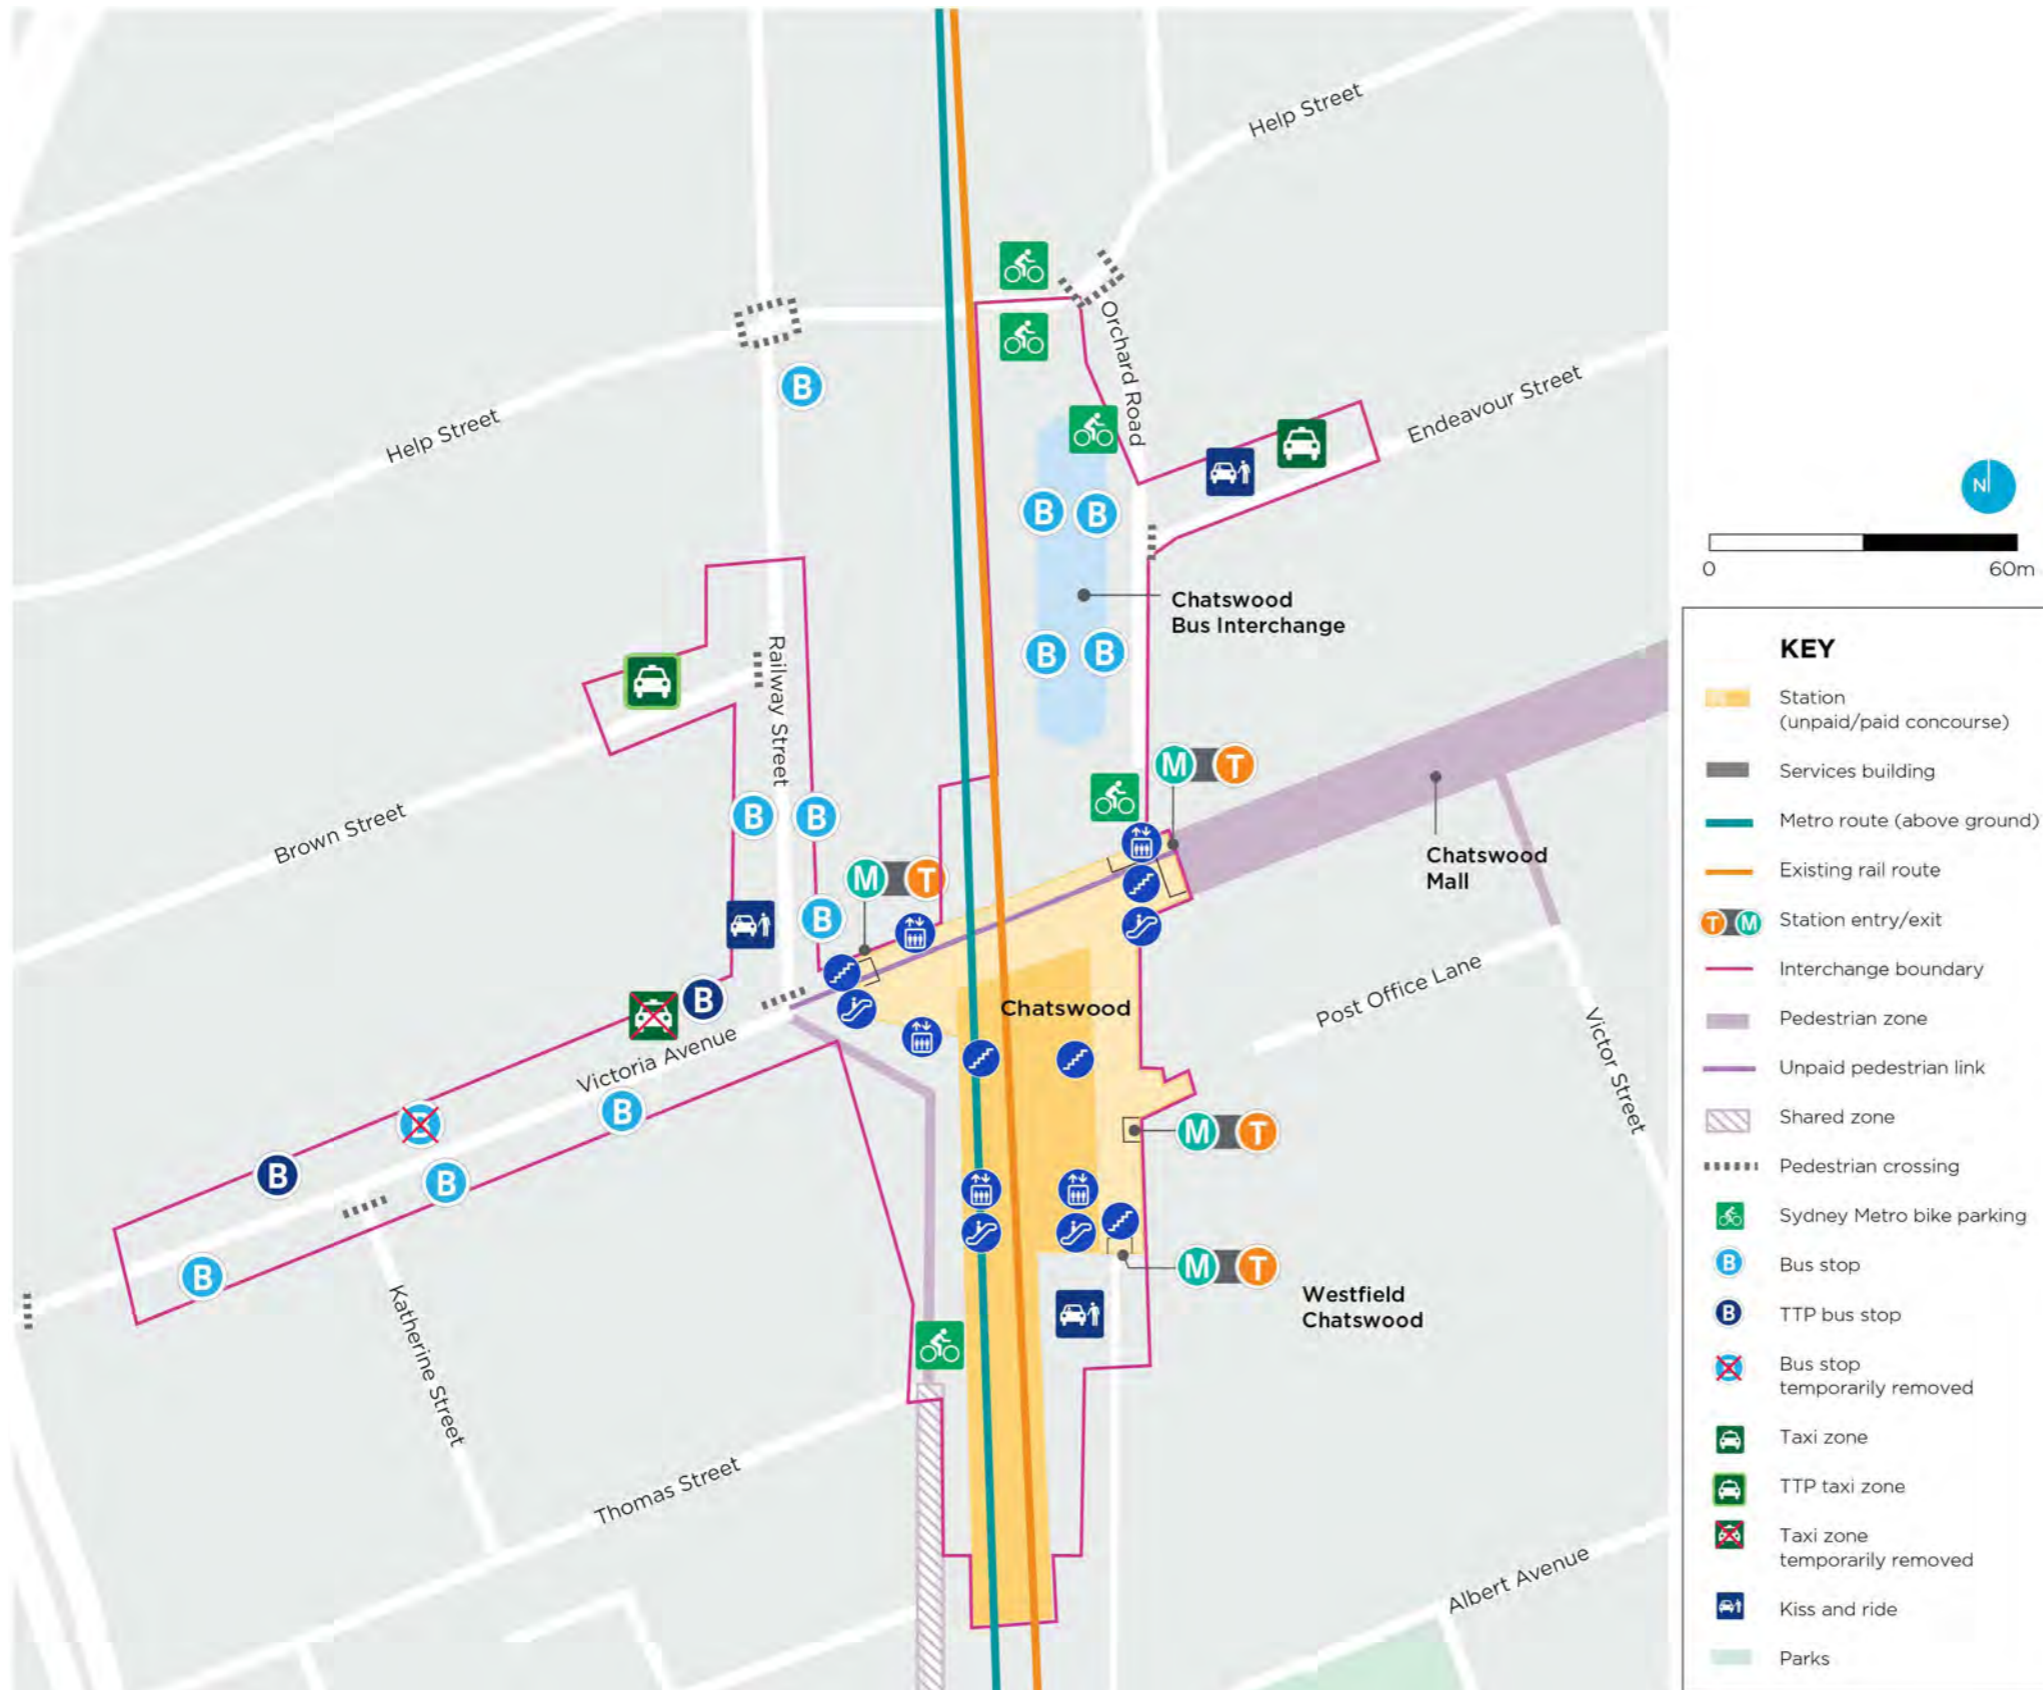 Help Street
Orchard Road
Help Street
Endeavour Street
B
B
B
Chatswood
Bus Interchange
B
B
Railway Street
M T
B
B
Brown Street
Chatswood
Mall
M T
B
B
Chatswood
Post Office Lane
Victor Street
Victoria Avenue
B
M T
B
B
M T
B
Westfield
Chatswood
Katherine Street
Thomas Street
Albert Avenue
N
0 60m
KEY
Station
(unpaid/paid concourse)
Services building
Metro route (above ground)
Existing rail route
T M Station entry/exit
Interchange boundary
Pedestrian zone
Unpaid pedestrian link
Shared zone
Pedestrian crossing
Sydney Metro bike parking
B Bus stop
B TTP bus stop
Bus stop
temporarily removed
Taxi zone
TTP taxi zone
Taxi zone
temporarily removed
Kiss and ride
Parks